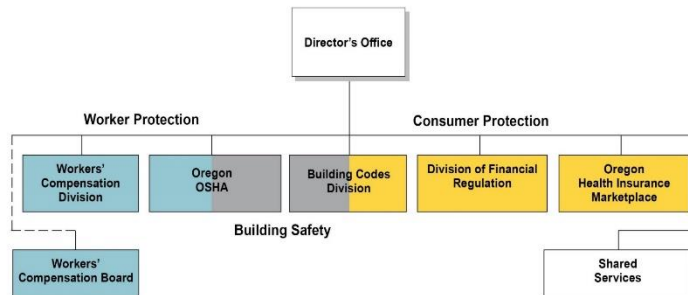 Director's Office
Worker Protection
Consumer Protection
Workers'
Compensation
Division
Oregon
OSHA
Building Codes
Division
Division of Financial
Regulation
Oregon
Health Insurance
Marketplace
Building Safety
Workers'
Compensation Board
Shared
Services